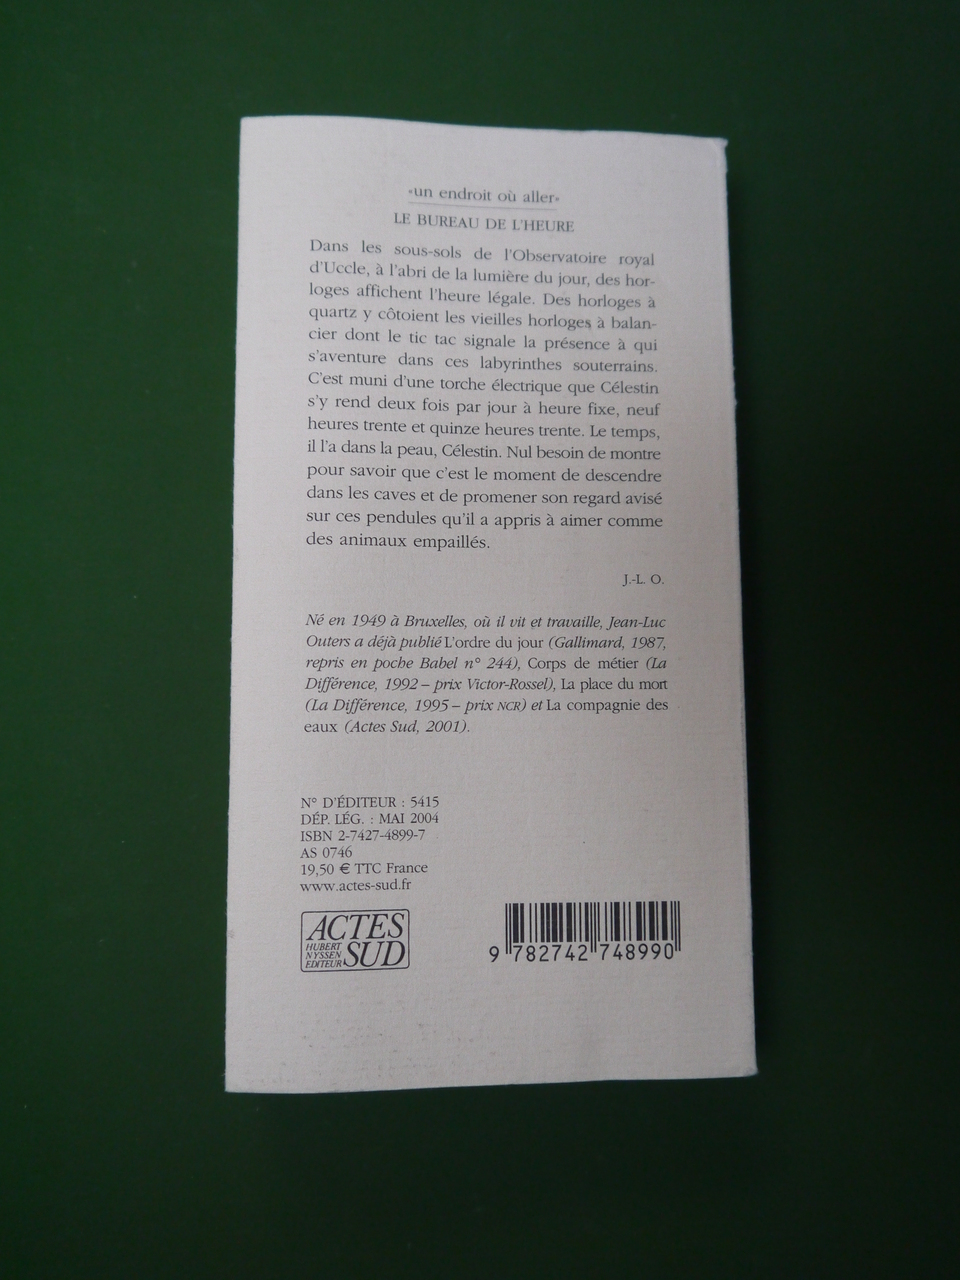 «un endroit où aller»
LE BUREAU DE L'HEURE
Dans les sous-sols de l'Observatoire royal
d'Uccle, à l'abri de la lumière du jour, des hor-
loges affichent l'heure légale. Des horloges à
quartz y côtoient les vieilles horloges à balan-
cier dont le tic tac signale la présence à qui
s'aventure dans ces labyrinthes souterrains.
C'est muni d'une torche électrique que Célestin
s'y rend deux fois par jour à heure fixe, neuf
heures trente et quinze heures trente. Le temps,
il l'a dans la peau, Célestin. Nul besoin de montre
pour savoir que c'est le moment de descendre
dans les caves et de promener son regard avisé
sur ces pendules qu'il a appris à aimer comme
des animaux empaillés.
J.-L. O.
Né en 1949 à Bruxelles, où il vit et travaille, Jean-Luc
Outers a déjà publié L'ordre du jour (Gallimard, 1987,
repris en poche Babel n° 244), Corps de métier (La
Différence, 1992 – prix Victor-Rossel), La place du mort
(La Différence, 1995 – prix NCR) et La compagnie des
eaux (Actes Sud, 2001).
N° D'ÉDITEUR : 5415
DÉP. LÉG. : MAI 2004
ISBN 2-7427-4899-7
AS 0746
19,50 € TTC France
www.actes-sud.fr
ACTES
HUBERT
NYSSEN
ÉDITEUR
SUD
9 782742 748990